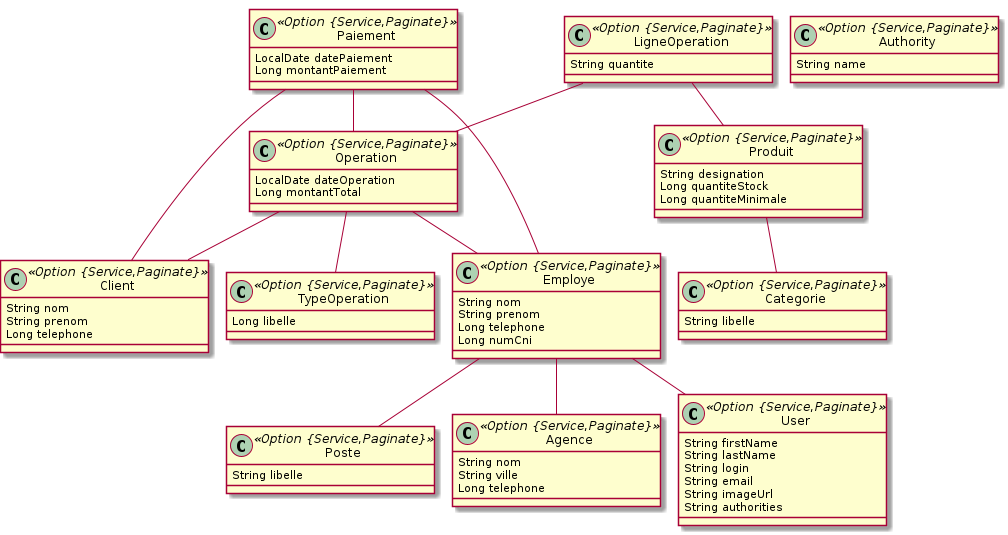 C «Option {Service,Paginate}»
Paiement
LocalDate datePaiement
Long montantPaiement
C «Option {Service,Paginate}»
LigneOperation
String quantite
C «Option {Service,Paginate}»
Authority
String name
C «Option {Service,Paginate}»
Operation
LocalDate dateOperation
Long montantTotal
C «Option {Service,Paginate}»
Produit
String designation
Long quantiteStock
Long quantiteMinimale
C «Option {Service,Paginate}»
Client
String nom
String prenom
Long telephone
C «Option {Service,Paginate}»
TypeOperation
Long libelle
C «Option {Service,Paginate}»
Employe
String nom
String prenom
Long telephone
Long numCni
C «Option {Service,Paginate}»
Categorie
String libelle
C «Option {Service,Paginate}»
Poste
String libelle
C «Option {Service,Paginate}»
Agence
String nom
String ville
Long telephone
C «Option {Service,Paginate}»
User
String firstName
String lastName
String login
String email
String imageUrl
String authorities